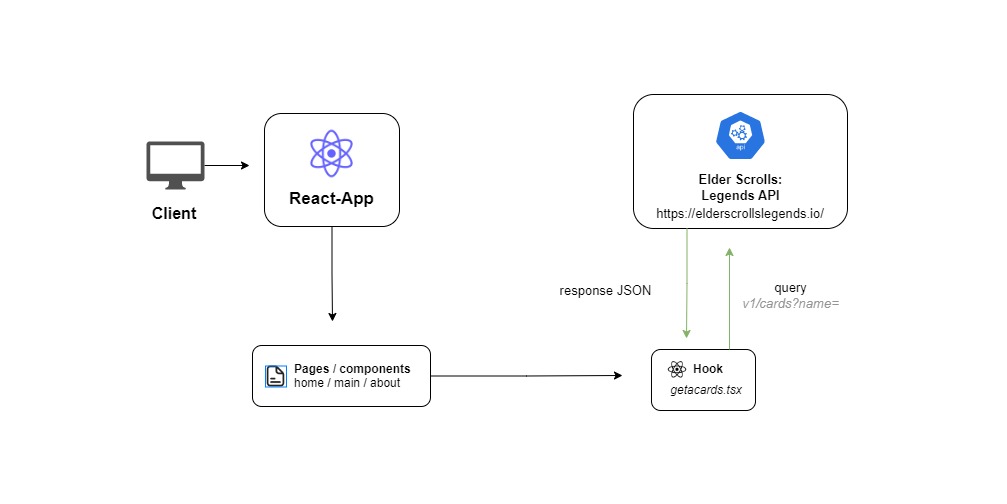 Client
React-App
api
Elder Scrolls:
Legends API
https://elderscrollslegends.io/
response JSON
query
v1/cards?name=
Pages / components
home / main / about
Hook
getacards.tsx